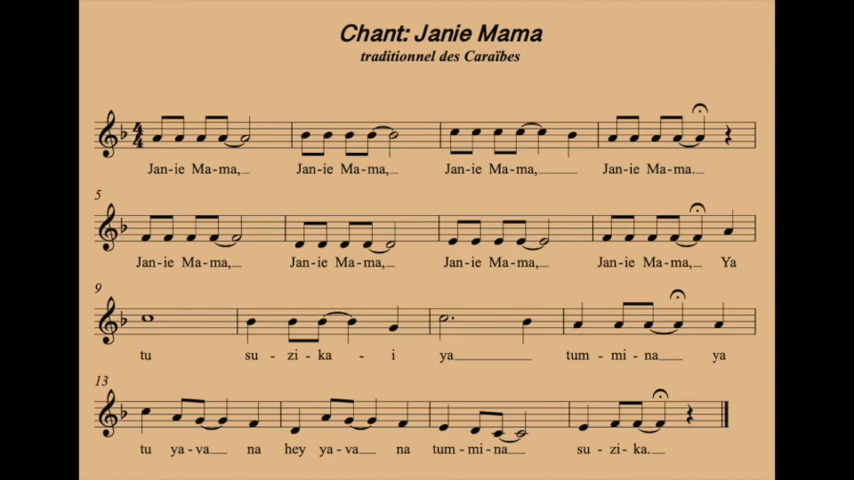 Chant: Janie Mama
traditionnel des Caraïbes
4
4
Jan-ie Ma-ma, Jan-ie Ma-ma, Jan-ie Ma-ma, Jan-ie Ma-ma.
5
Jan-ie Ma-ma, Jan-ie Ma-ma, Jan-ie Ma-ma, Jan-ie Ma-ma, Ya
9
tu su - zi - ka - i ya tum - mi - na ya
13
tu ya - va na hey ya - va na tum - mi - na su - zi - ka.